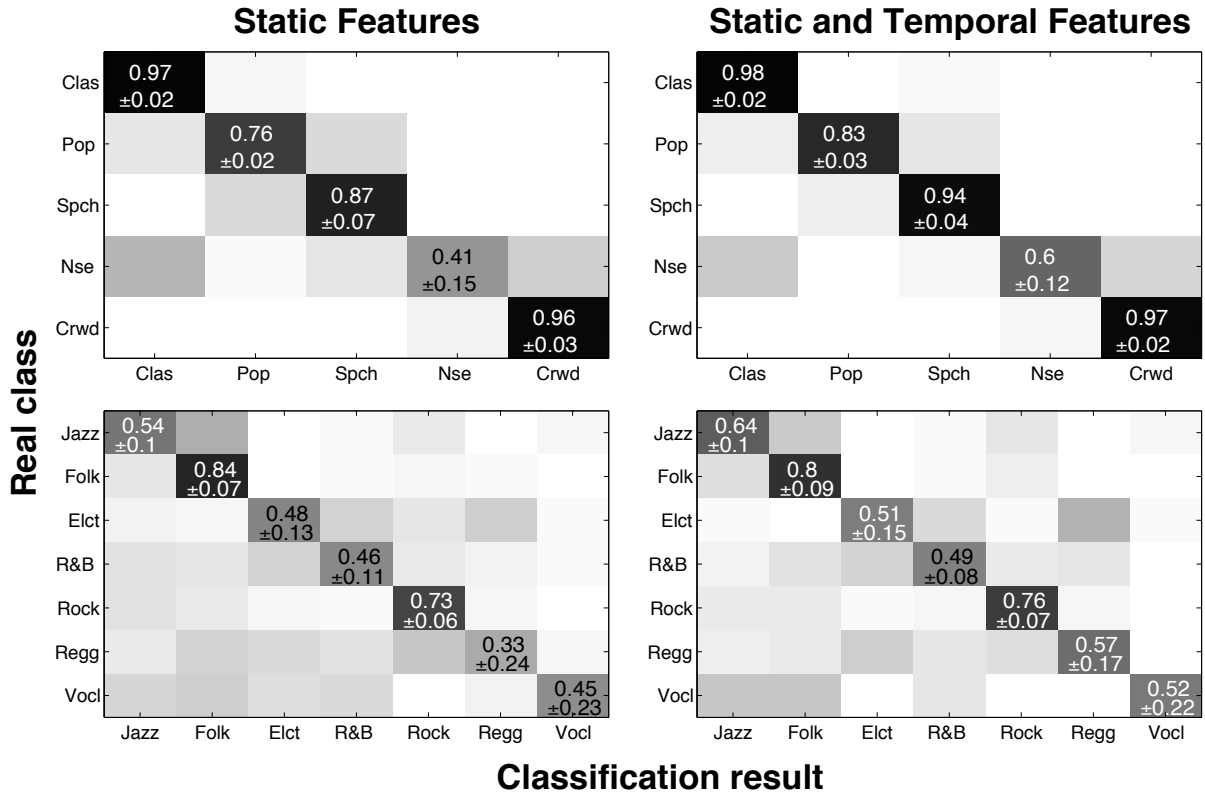 Static Features
Static and Temporal Features
Real class
Clas
Pop
Spch
Nse
Crwd
0.97
±0.02
0.76
±0.02
0.87
±0.07
0.41
±0.15
0.96
±0.03
Clas Pop Spch Nse Crwd
Clas
Pop
Spch
Nse
Crwd
0.98
±0.02
0.83
±0.03
0.94
±0.04
0.6
±0.12
0.97
±0.02
Clas Pop Spch Nse Crwd
Jazz
Folk
Elct
R&B
Rock
Regg
Vocl
0.54
±0.1
0.84
±0.07
0.48
±0.13
0.46
±0.11
0.73
±0.06
0.33
±0.24
0.45
±0.23
Jazz Folk Elct R&B Rock Regg Vocl
Jazz
Folk
Elct
R&B
Rock
Regg
Vocl
0.64
±0.1
0.8
±0.09
0.51
±0.15
0.49
±0.08
0.76
±0.07
0.57
±0.17
0.52
±0.22
Jazz Folk Elct R&B Rock Regg Vocl
Classification result